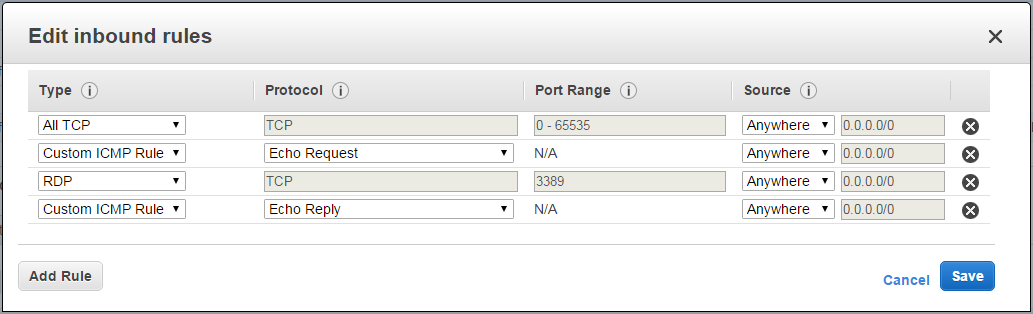 Edit inbound rules
Type Protocol Port Range Source
All TCP TCP 0 - 65535 Anywhere 0.0.0.0/0
Custom ICMP Rule Echo Request N/A Anywhere 0.0.0.0/0
RDP TCP 3389 Anywhere 0.0.0.0/0
Custom ICMP Rule Echo Reply N/A Anywhere 0.0.0.0/0
Add Rule Cancel Save